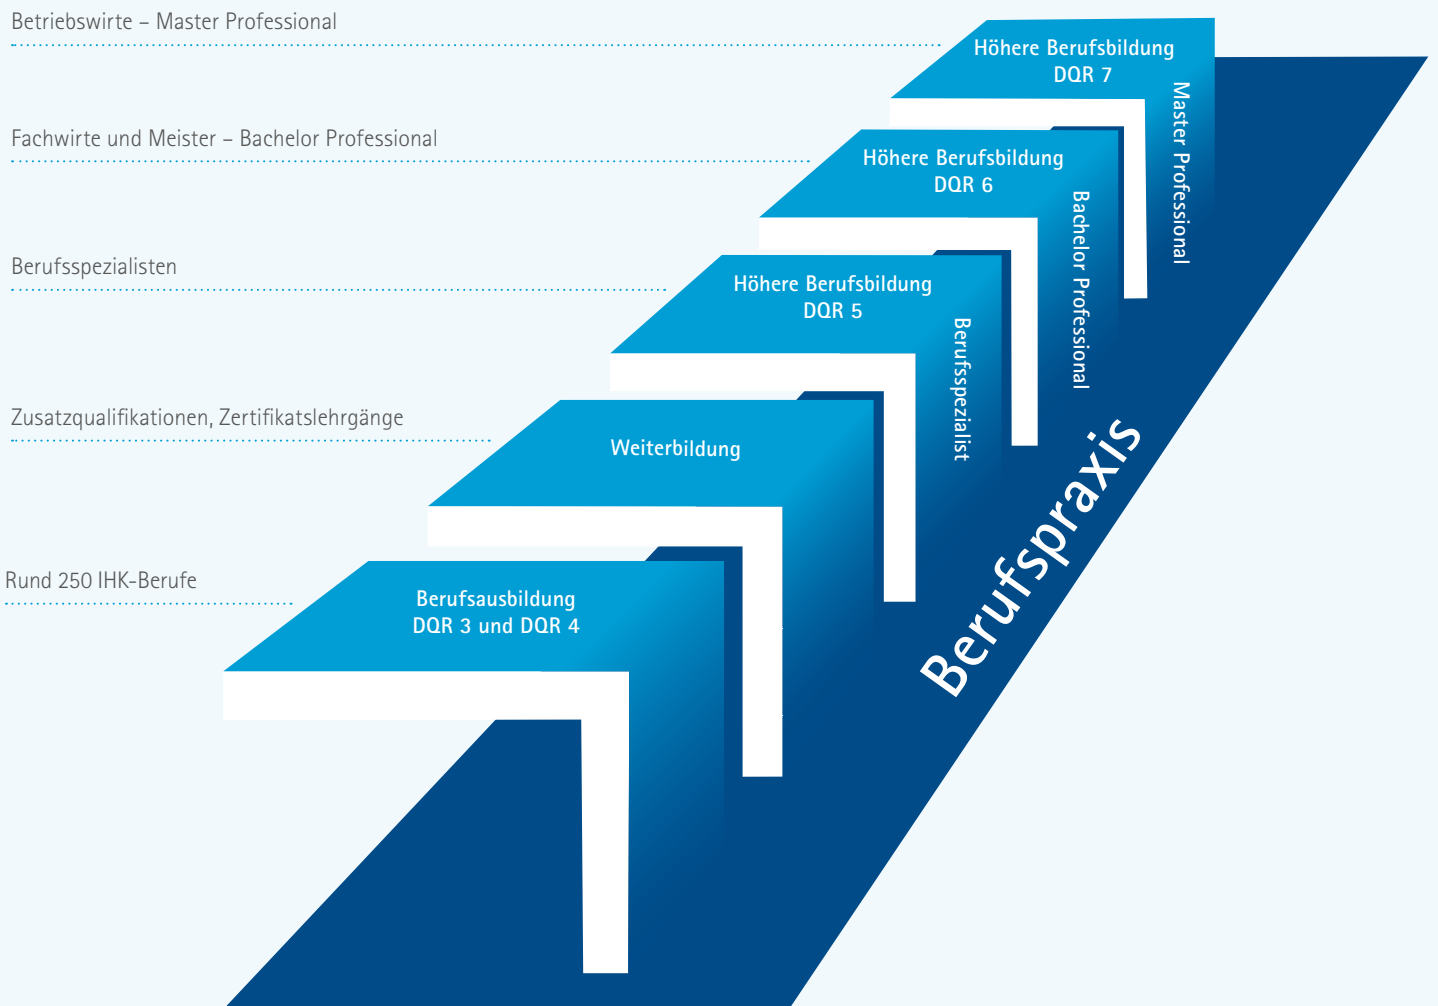 Betriebswirte – Master Professional
Höhere Berufsbildung
DQR 7
Master Professional
Fachwirte und Meister – Bachelor Professional
Höhere Berufsbildung
DQR 6
Bachelor Professional
Berufsspezialisten
Höhere Berufsbildung
DQR 5
Berufsspezialist
Zusatzqualifikationen, Zertifikatslehrgänge
Weiterbildung
Rund 250 IHK-Berufe
Berufsausbildung
DQR 3 und DQR 4
Berufspraxis